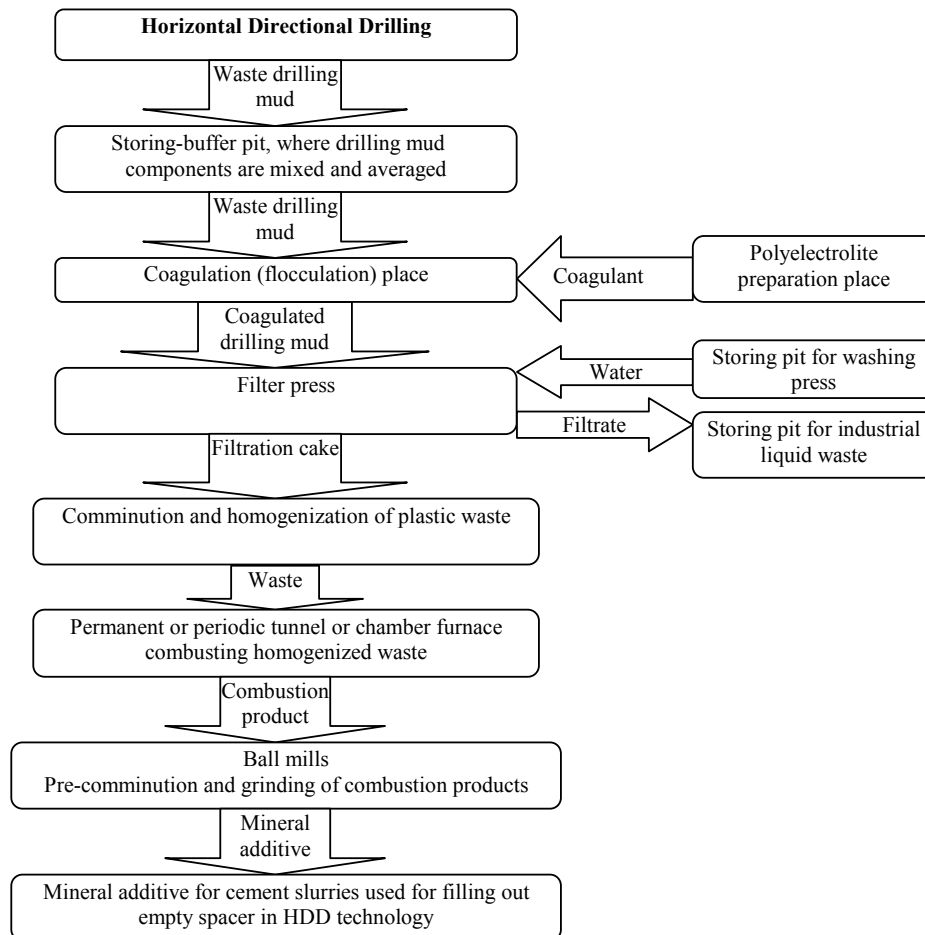 Horizontal Directional Drilling
Waste drilling
mud
Storing-buffer pit, where drilling mud
components are mixed and averaged
Waste drilling
mud
Coagulation (flocculation) place
Coagulant
Polyelectrolite
preparation place
Coagulated
drilling mud
Filter press
Water
Storing pit for washing
press
Filtrate
Storing pit for industrial
liquid waste
Filtration cake
Comminution and homogenization of plastic waste
Waste
Permanent or periodic tunnel or chamber furnace
combusting homogenized waste
Combustion
product
Ball mills
Pre-comminution and grinding of combustion products
Mineral
additive
Mineral additive for cement slurries used for filling out
empty spacer in HDD technology